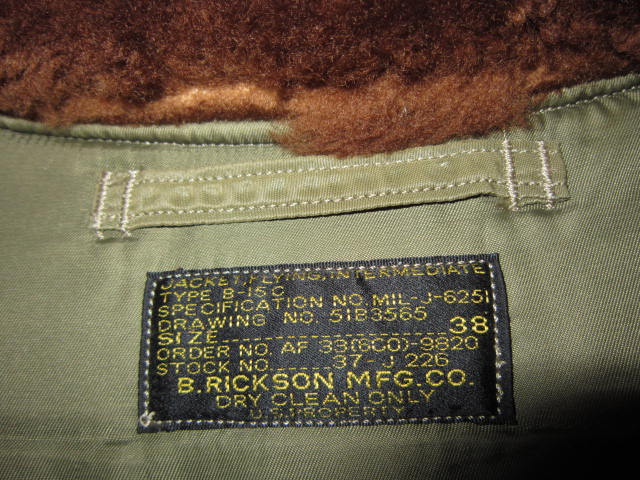 JACKET, FLYING, INTERMEDIATE
TYPE B-15C
SPECIFICATION NO. MIL-J-6251
DRAWING NO. 51B3565
SIZE 38
ORDER NO. AF 33(600)-9820
STOCK NO. 37-J 226
B. RICKSON MFG. CO.
DRY CLEAN ONLY
U.S. PROPERTY